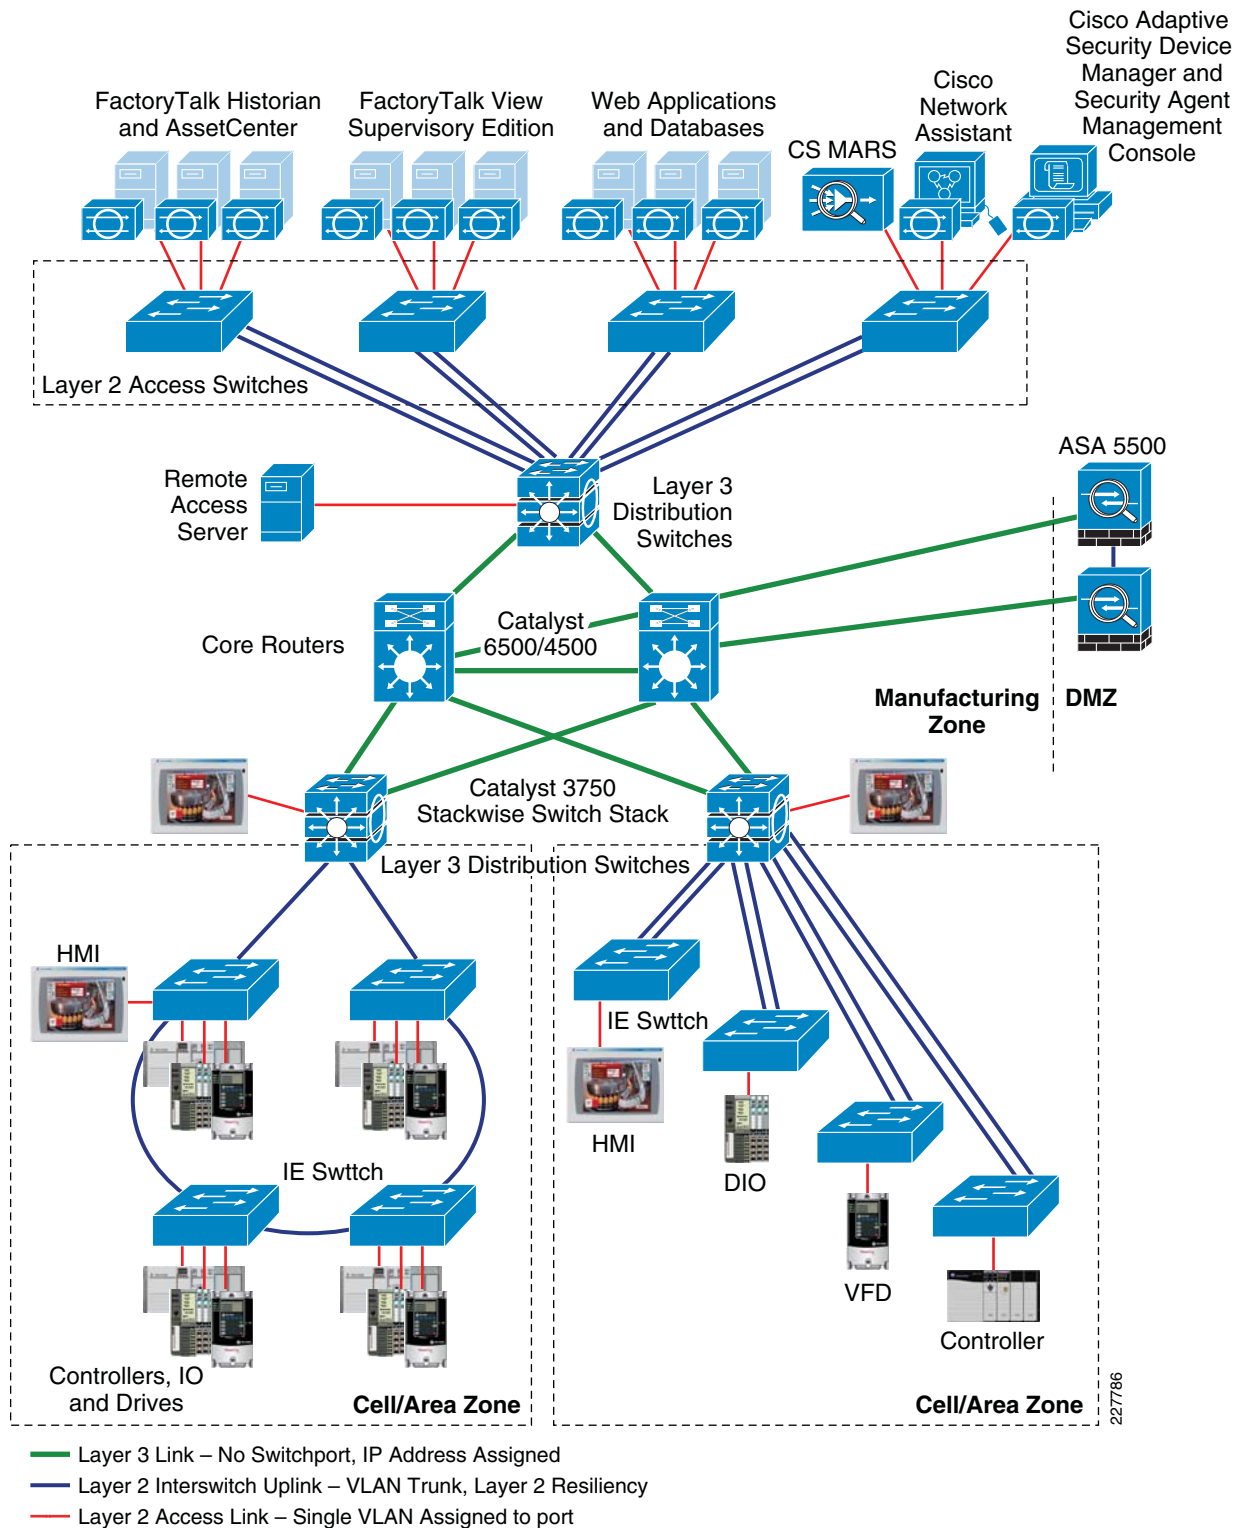 Cisco Adaptive
Security Device
Manager and
Security Agent
Management
Console
Cisco
Network
Assistant
FactoryTalk Historian
and AssetCenter
FactoryTalk View
Supervisory Edition
Web Applications
and Databases
CS MARS
Layer 2 Access Switches
Remote
Access
Server
Layer 3
Distribution
Switches
ASA 5500
Core Routers
Catalyst
6500/4500
Manufacturing
Zone
DMZ
Catalyst 3750
Stackwise Switch Stack
Layer 3 Distribution Switches
HMI
IE Swttch
Controllers, IO
and Drives
Cell/Area Zone
IE Swttch
HMI
DIO
VFD
Controller
Cell/Area Zone
227786
Layer 3 Link – No Switchport, IP Address Assigned
Layer 2 Interswitch Uplink – VLAN Trunk, Layer 2 Resiliency
Layer 2 Access Link – Single VLAN Assigned to port